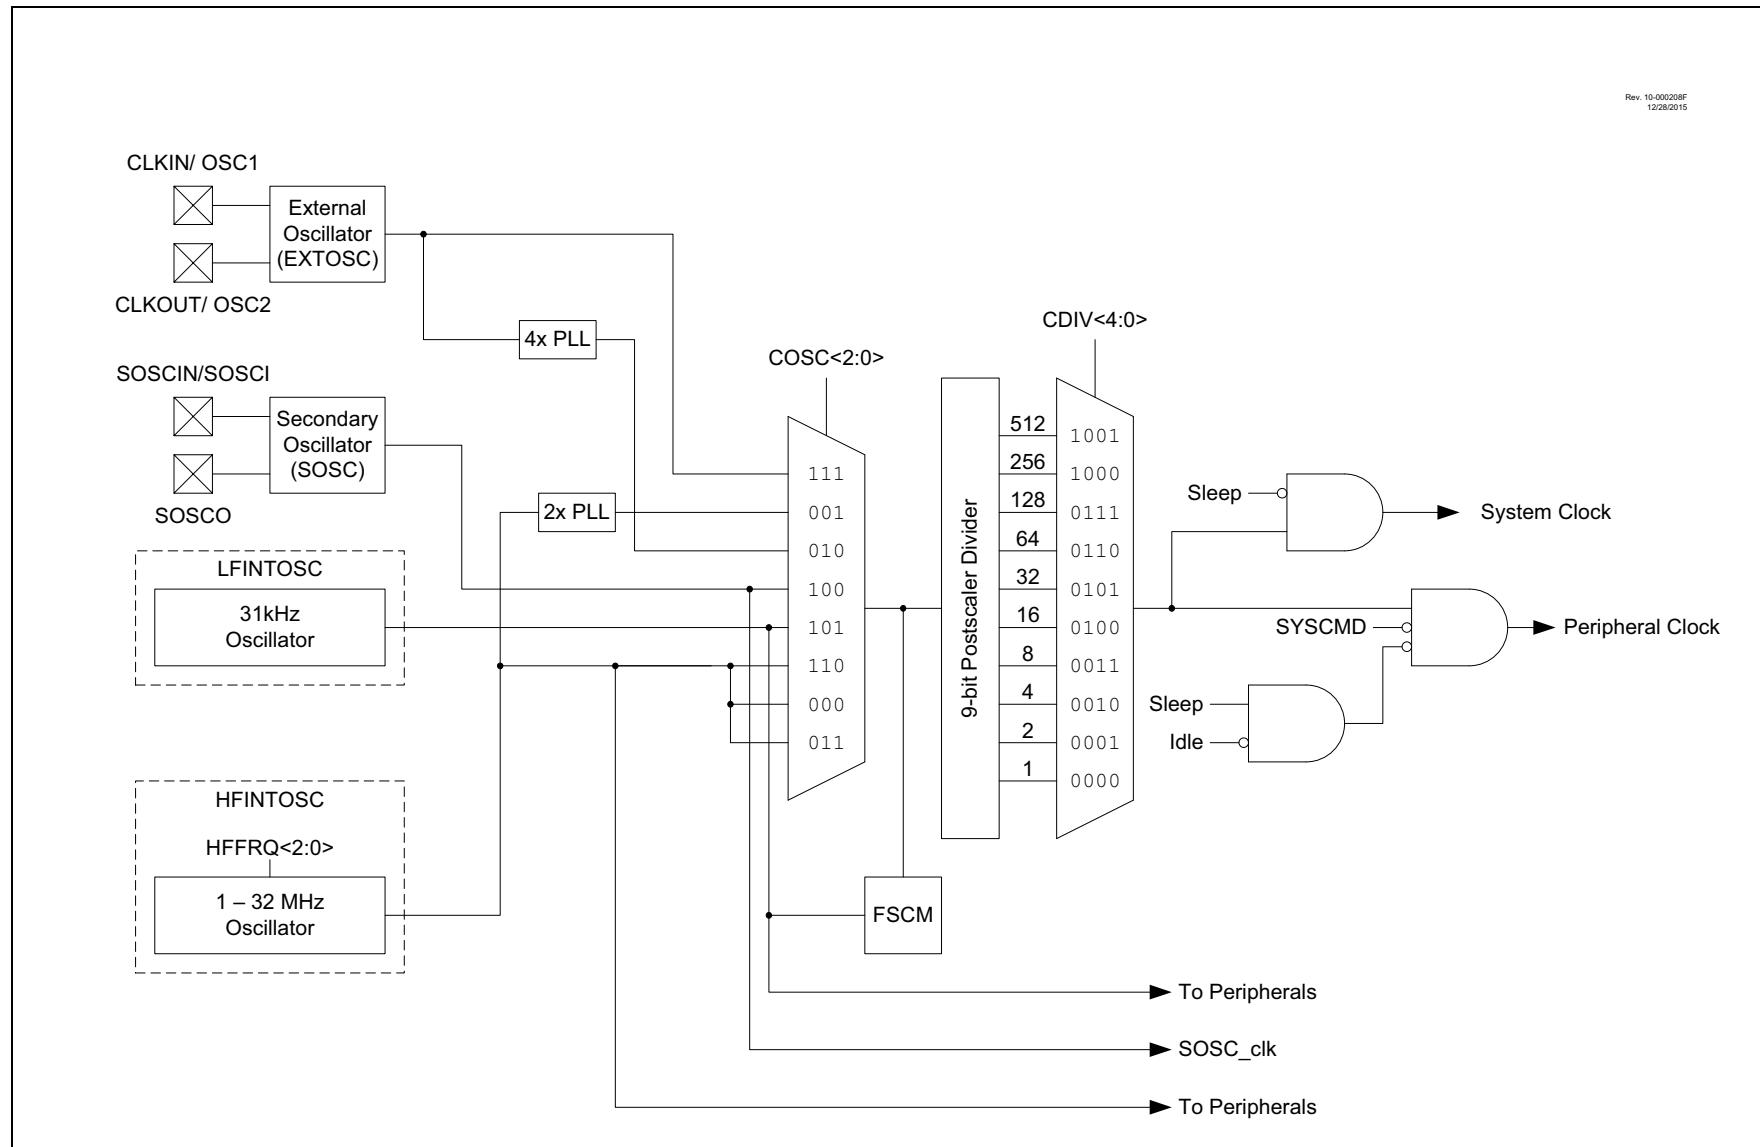 Rev. 10-000208F
12/28/2015
CLKIN/ OSC1
External
Oscillator
(EXTOSC)
CLKOUT/ OSC2
4x PLL
SOSCIN/SOSCI
Secondary
Oscillator
(SOSC)
SOSCO
2x PLL
LFINTOSC
31kHz
Oscillator
HFINTOSC
HFFRQ<2:0>
1 – 32 MHz
Oscillator
COSC<2:0>
111
001
010
100
101
110
000
011
FSCM
9-bit Postscaler Divider
CDIV<4:0>
512 1001
256 1000
128 0111
64 0110
32 0101
16 0100
8 0011
4 0010
2 0001
1 0000
Sleep
System Clock
SYSCMD
Peripheral Clock
Sleep
Idle
To Peripherals
SOSC_clk
To Peripherals